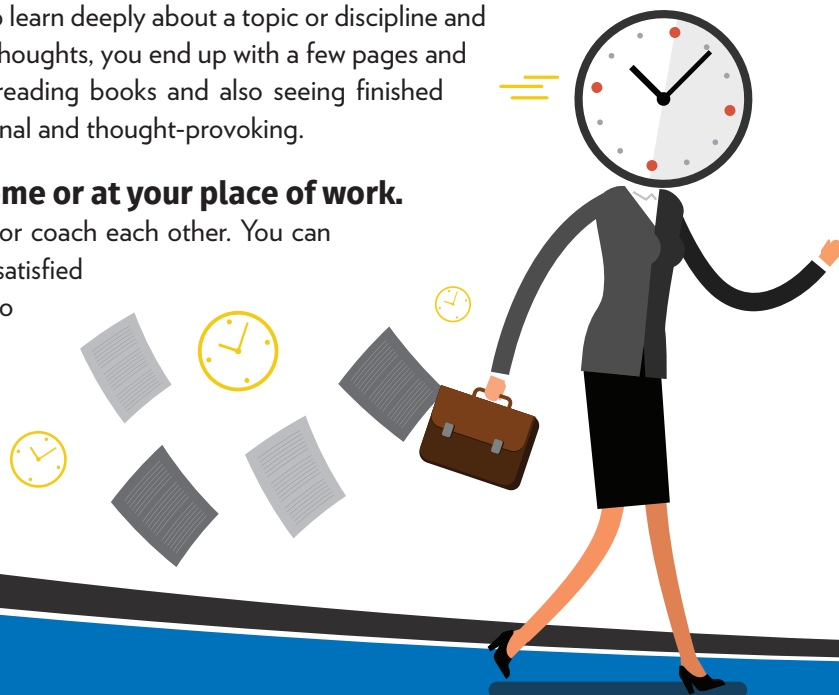 learn deeply about a topic or discipline and
houghts, you end up with a few pages and
reading books and also seeing finished
nal and thought-provoking.
me or at your place of work.
or coach each other. You can
satisfied
o